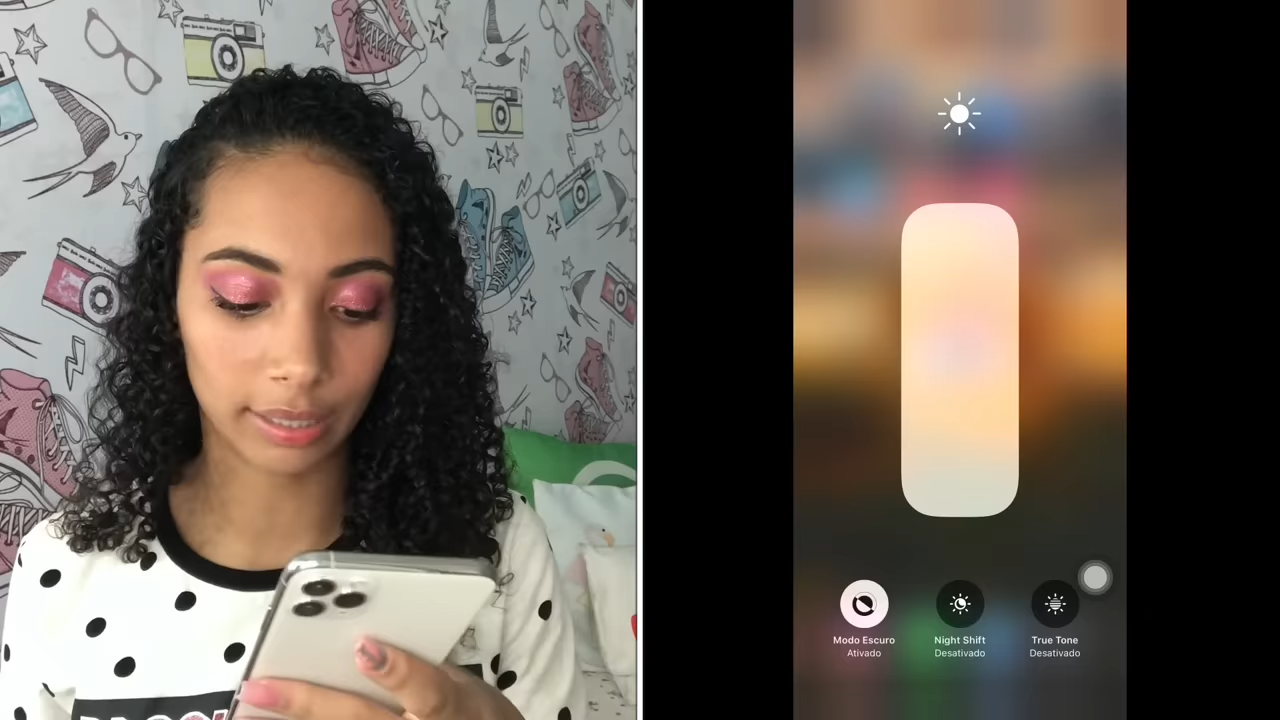 Modo Escuro
Ativado
Night Shift
Desativado
True Tone
Desativado